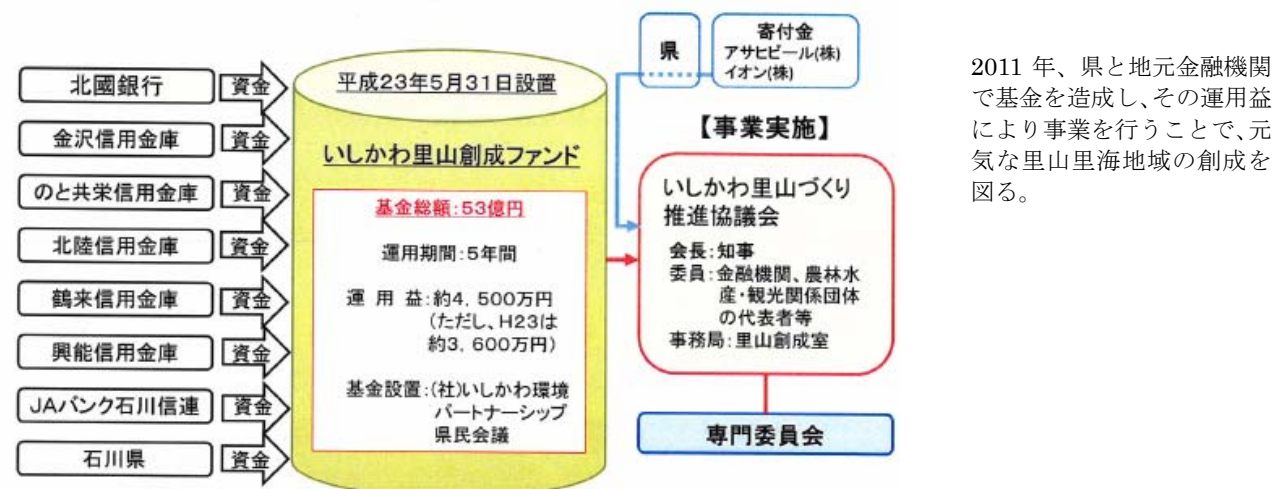 北國銀行
資金
金沢信用金庫
資金
のと共栄信用金庫
資金
北陸信用金庫
資金
鶴来信用金庫
資金
興能信用金庫
資金
JAバンク石川信連
資金
石川県
資金
平成23年5月31日設置
いしかわ里山創成ファンド
基金総額:53億円
運用期間:5年間
運 用 益:約4,500万円
(ただし、H23は
約3,600万円)
基金設置:(社)いしかわ環境
パートナーシップ
県民会議
県
寄付金
アサヒビール(株)
イオン(株)
【事業実施】
いしかわ里山づくり
推進協議会
会長:知事
委員:金融機関、農林水
産・観光関係団体
の代表者等
事務局:里山創成室
専門委員会
2011 年、県と地元金融機関
で基金を造成し、その運用益
により事業を行うことで、元
気な里山里海地域の創成を
図る。